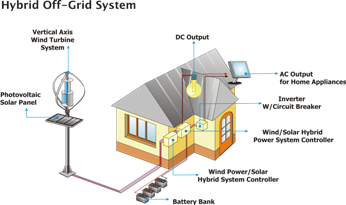 Hybrid Off-Grid System
Vertical Axis
Wind Turbine
System
DC Output
AC Output
for Home Appliances
Photovoltaic
Solar Panel
Inverter
W/Circuit Breaker
Wind/Solar Hybrid
Power System Controller
Wind Power/Solar
Hybrid System Controller
Battery Bank